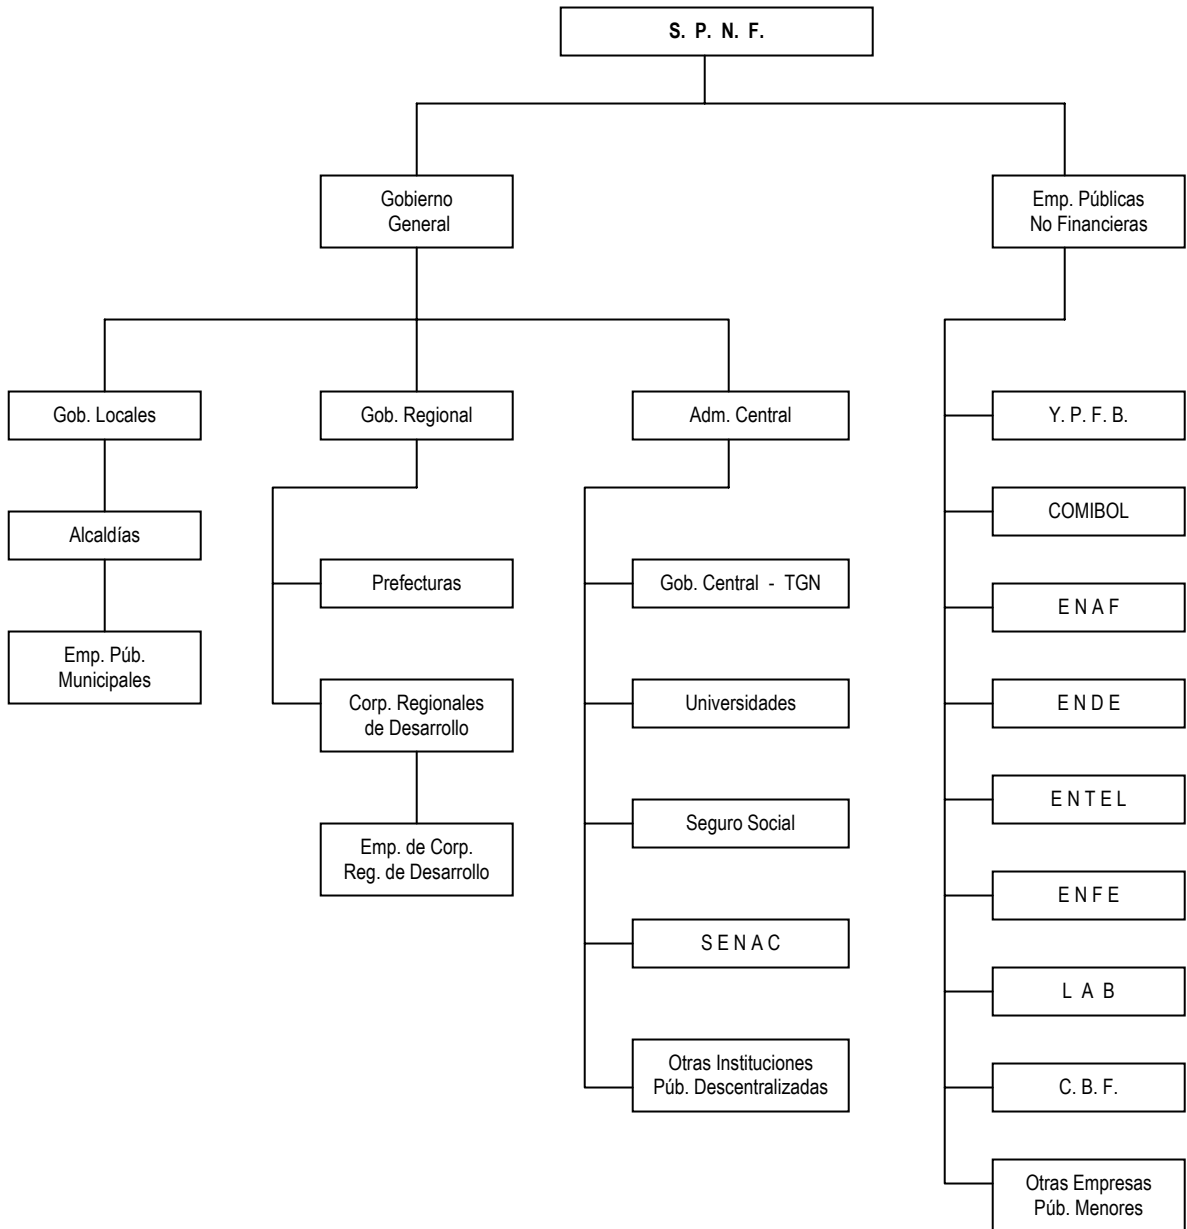 S. P. N. F.
Gobierno
General
Emp. Públicas
No Financieras
Gob. Locales
Gob. Regional
Adm. Central
Y. P. F. B.
COMIBOL
Alcaldías
Prefecturas
Gob. Central - TGN
E N A F
Emp. Púb.
Municipales
Corp. Regionales
de Desarrollo
Universidades
E N D E
E N T E L
Emp. de Corp.
Reg. de Desarrollo
Seguro Social
E N F E
S E N A C
L A B
Otras Instituciones
Púb. Descentralizadas
C. B. F.
Otras Empresas
Púb. Menores